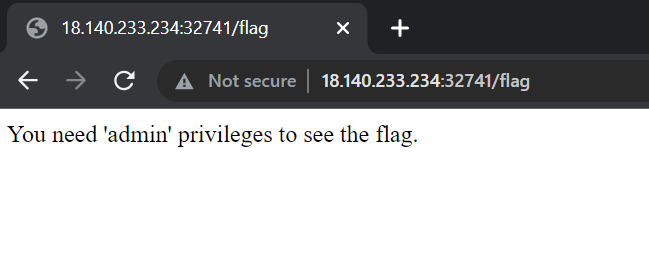 18.140.233.234:32741/flag
Not secure | 18.140.233.234:32741/flag
You need 'admin' privileges to see the flag.